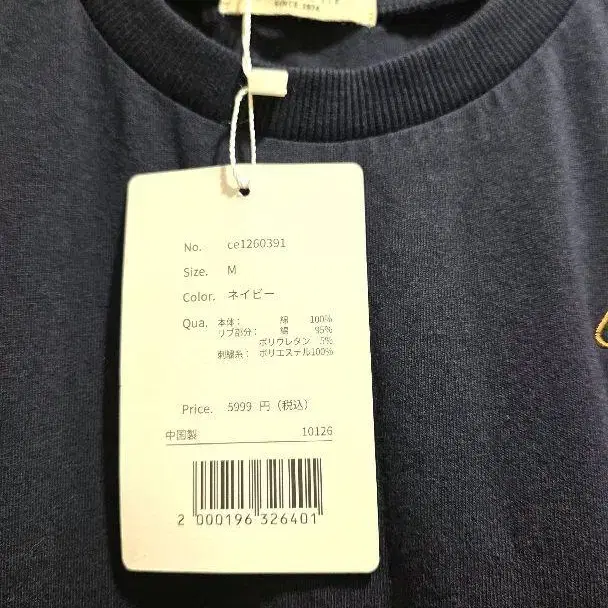 SINCE 1974
No. ce1260391
Size. M
Color. ネイビー
Qua. 本体: 綿 100%
リブ部分: 綿 95%
ポリウレタン 5%
刺繍糸: ポリエステル100%
Price. 5999 円（税込）
中国製 10126
2 000196 326401